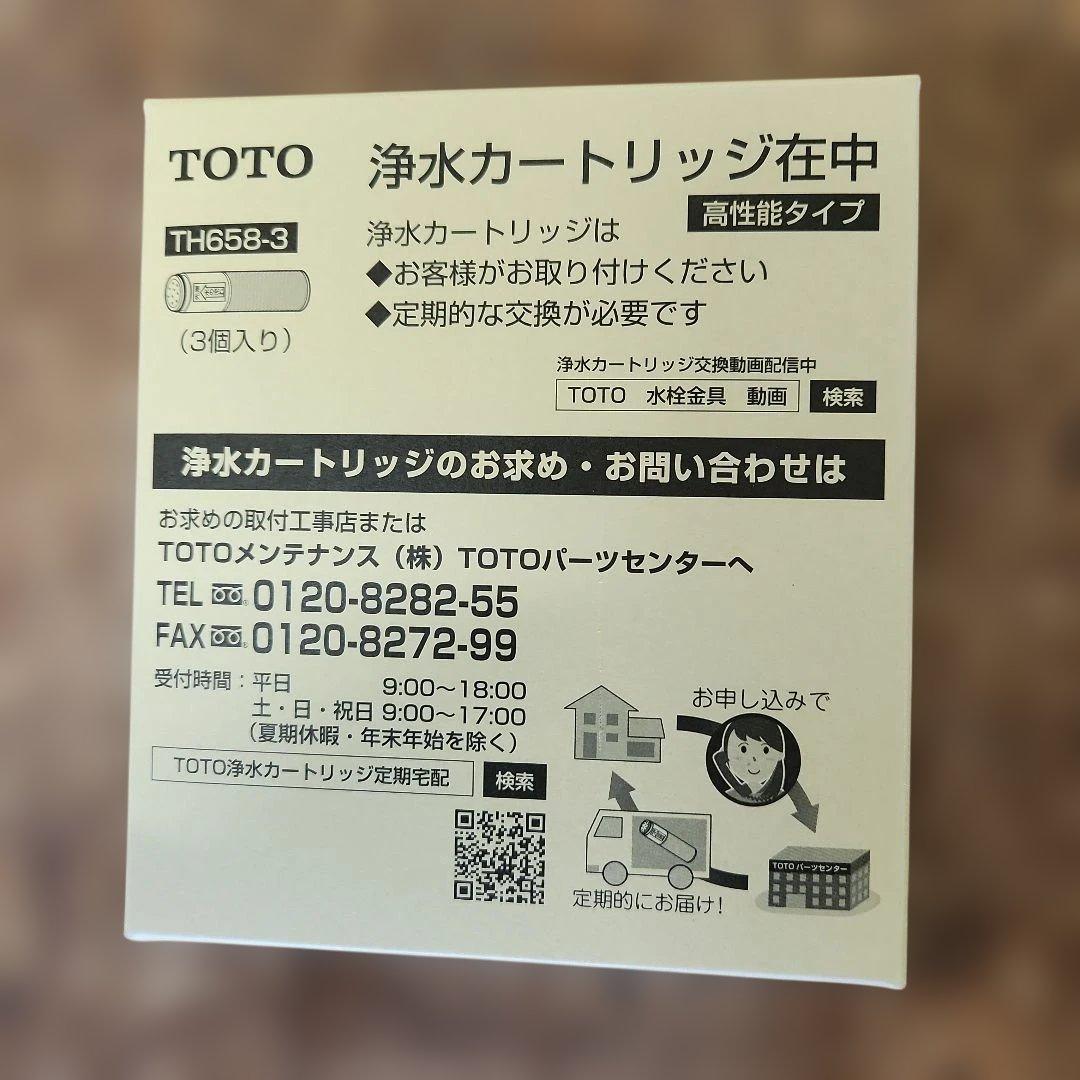 TOTO
浄水カートリッジ在中
高性能タイプ
TH658-3
(3個入り)
浄水カートリッジは
◆お客様がお取り付けください
◆定期的な交換が必要です
浄水カートリッジ交換動画配信中
TOTO 水栓金具 動画 検索
浄水カートリッジのお求め・お問い合わせは
お求めの取付工事店または
TOTOメンテナンス(株)TOTOパーツセンターへ
TEL 0120-8282-55
FAX 0120-8272-99
受付時間:平日 9:00〜18:00
土・日・祝日 9:00〜17:00
(夏期休暇・年末年始を除く)
TOTO浄水カートリッジ定期宅配 検索
お申し込みで
TOTO パーツセンター
定期的にお届け!